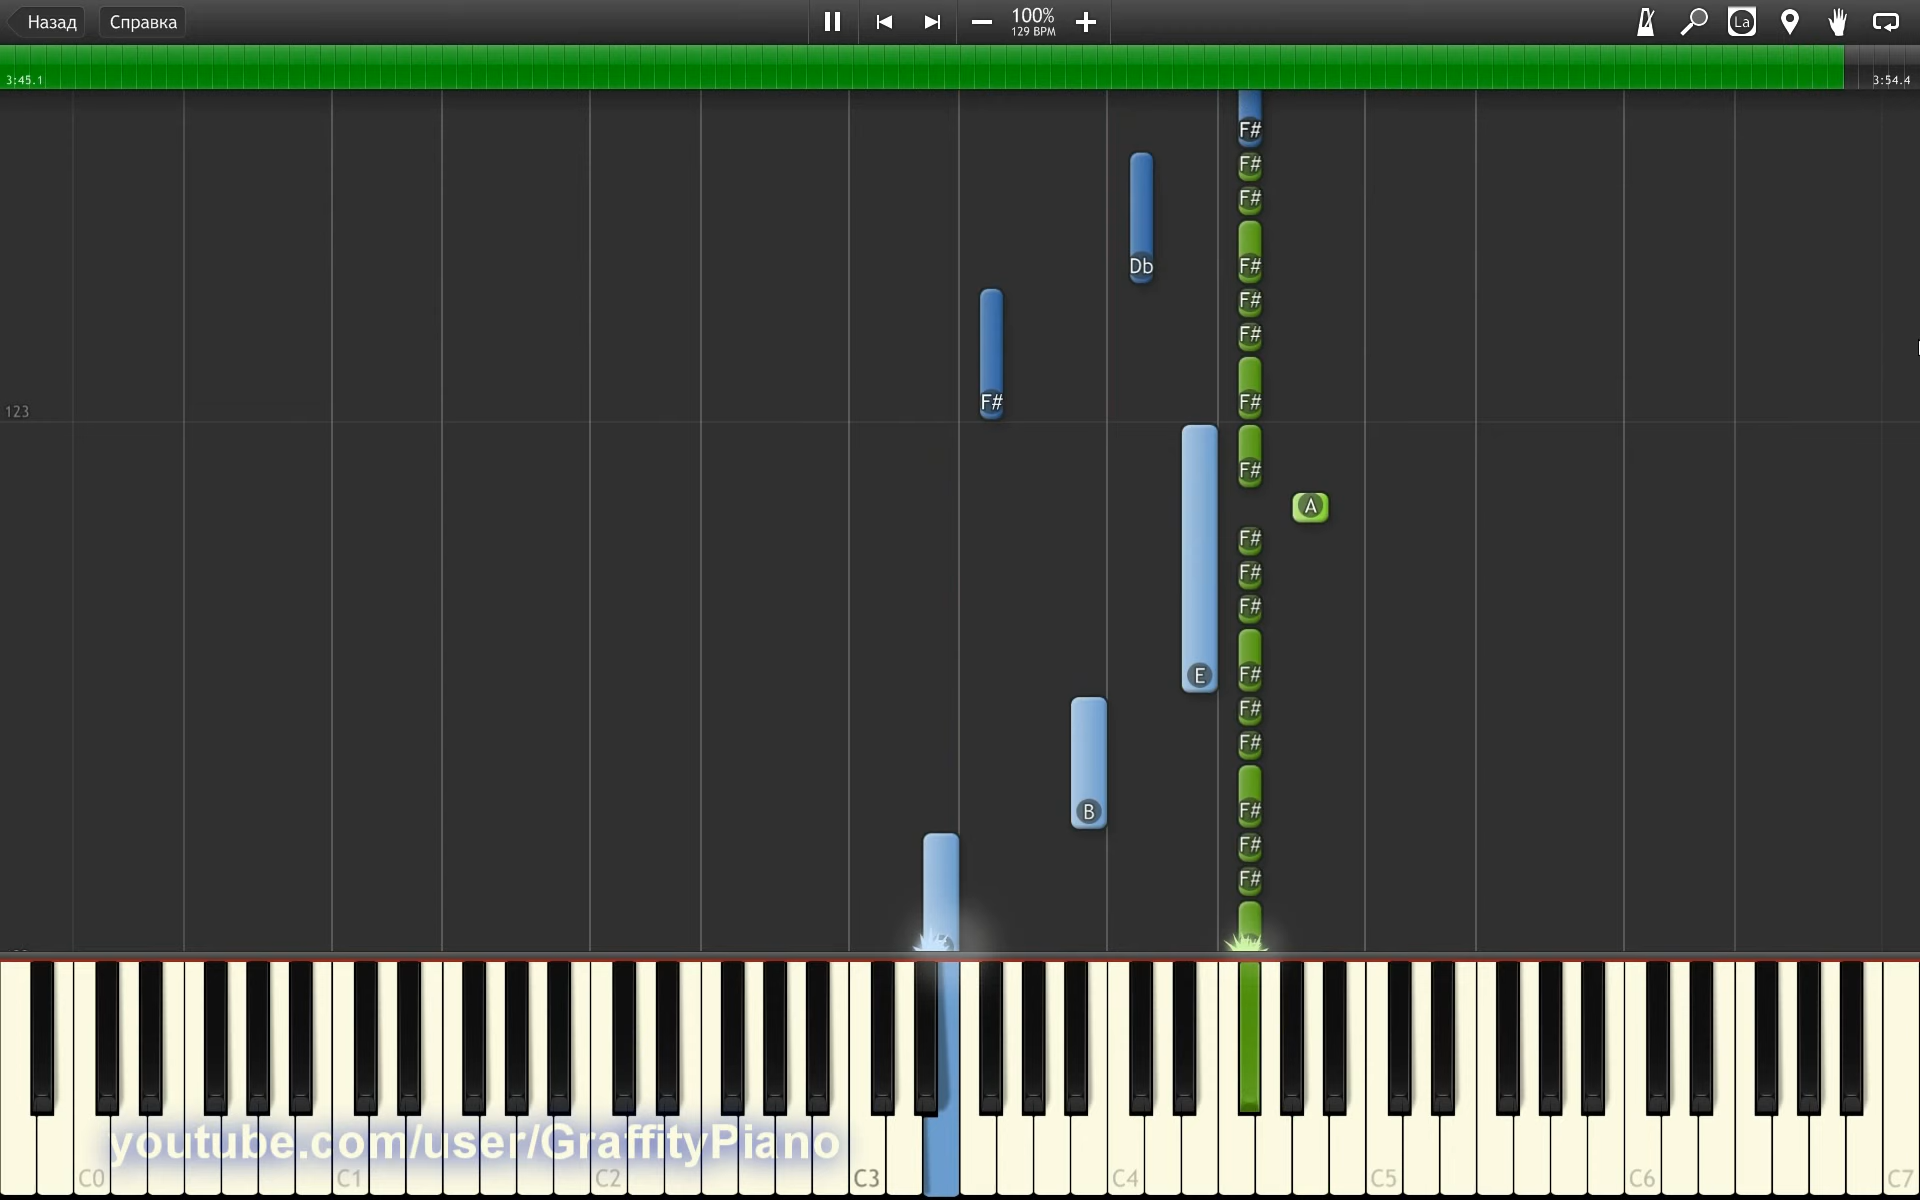 Назад Справка 100% La
129 BPM
3:45.1 3:54.4
F#
F#
F#
Db F#
F#
F#
F# F#
123
F#
A
F#
F#
F#
E F#
F#
F#
B F#
F#
F#
youtube.com/user/GraffityPiano
C0 C1 C2 C3 C4 C5 C6 C7